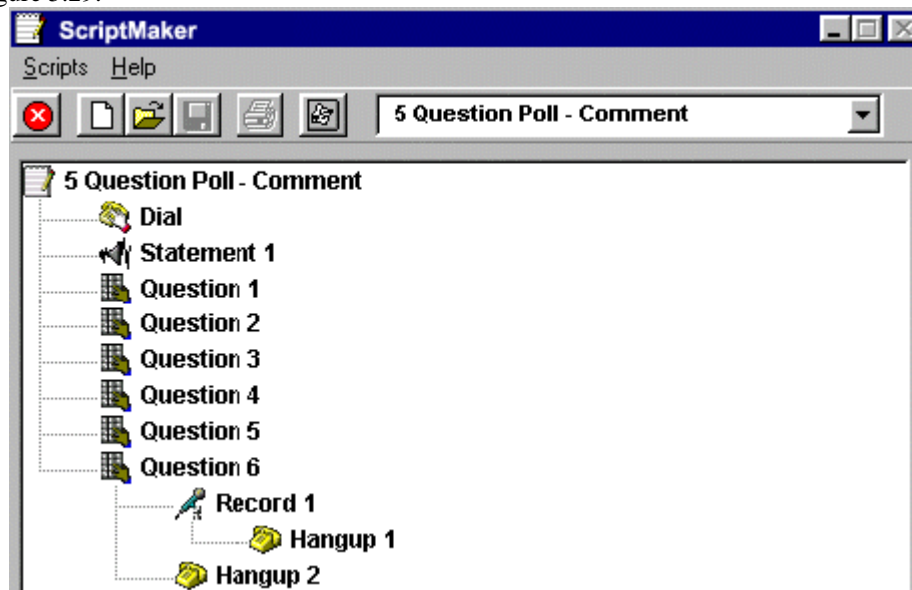 ScriptMaker
Scripts Help
5 Question Poll - Comment
5 Question Poll - Comment
Dial
Statement 1
Question 1
Question 2
Question 3
Question 4
Question 5
Question 6
Record 1
Hangup 1
Hangup 2